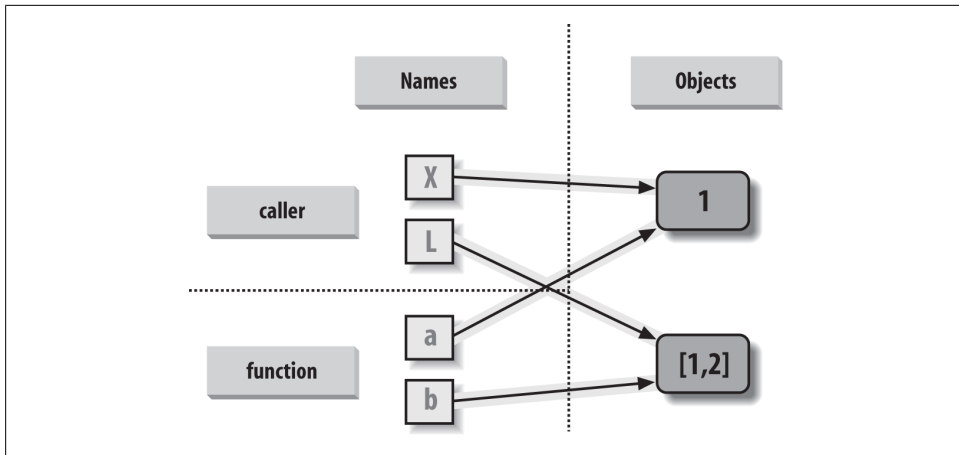 Names
Objects
X
1
caller
L
a
[1,2]
function
b